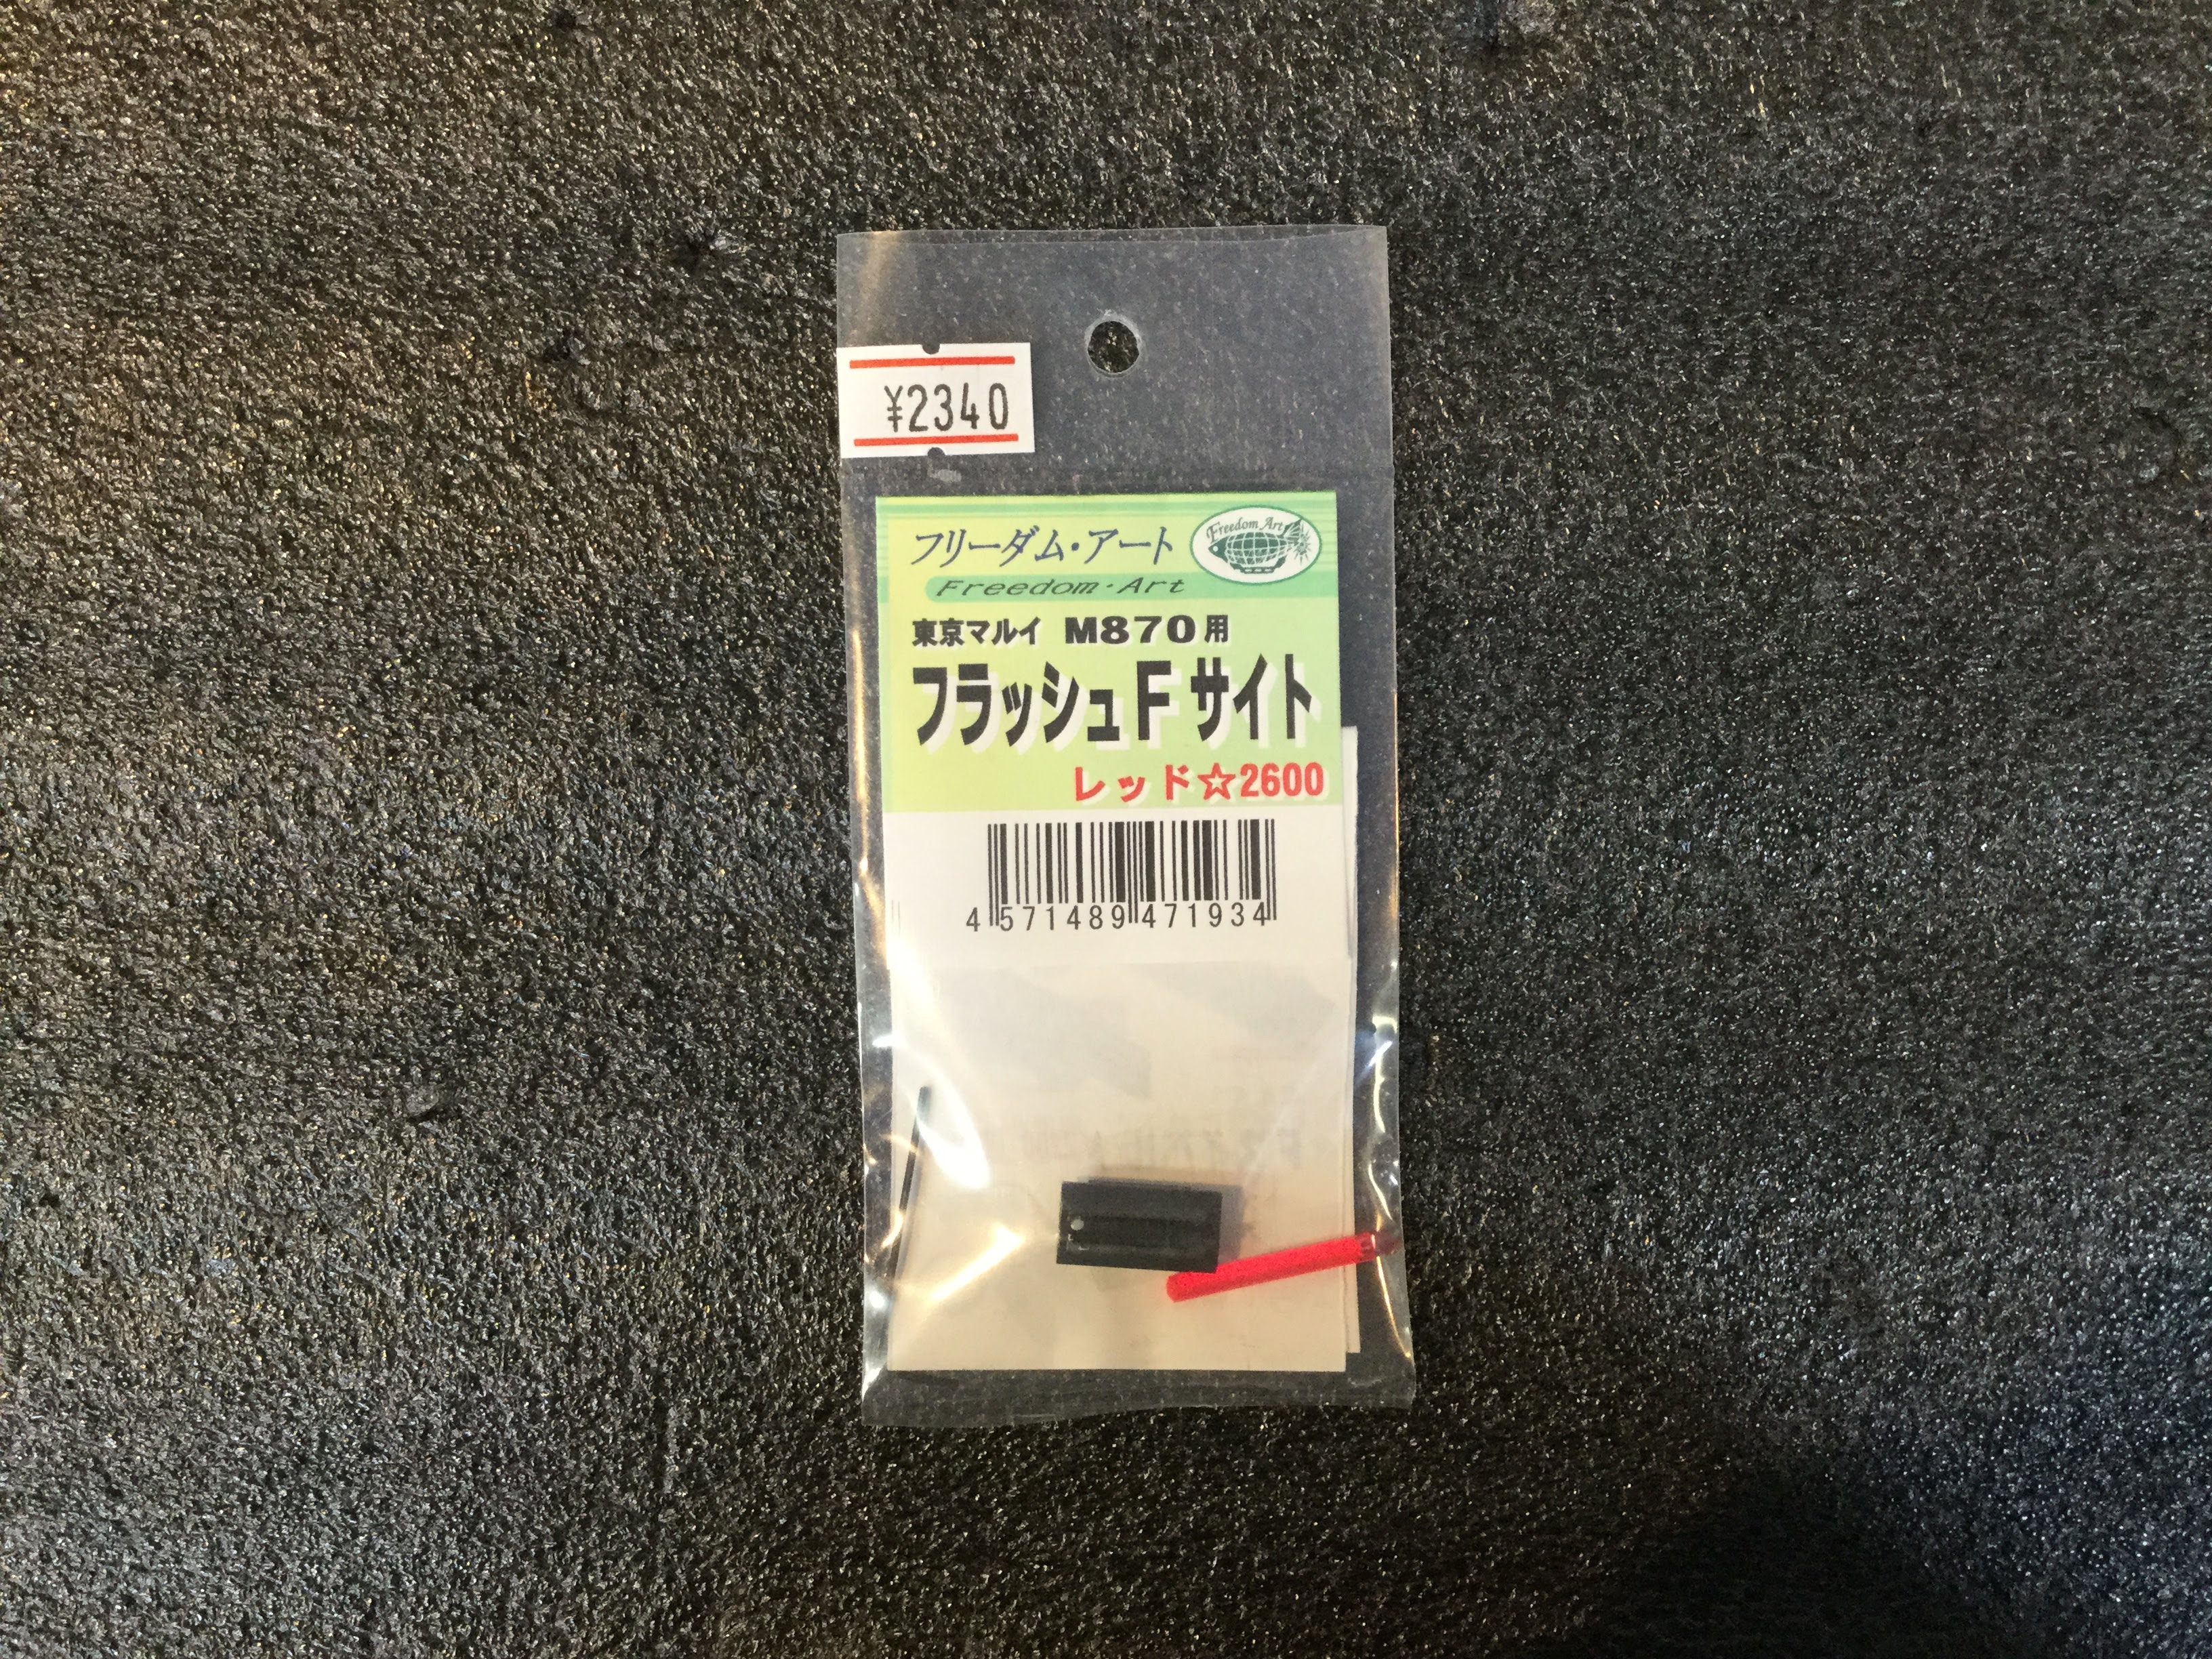 ¥2340
フリーダム・アート
Freedom Art
Freedom・Art
東京マルイ M870用
フラッシュFサイト
レッド☆2600
4 571489 471934